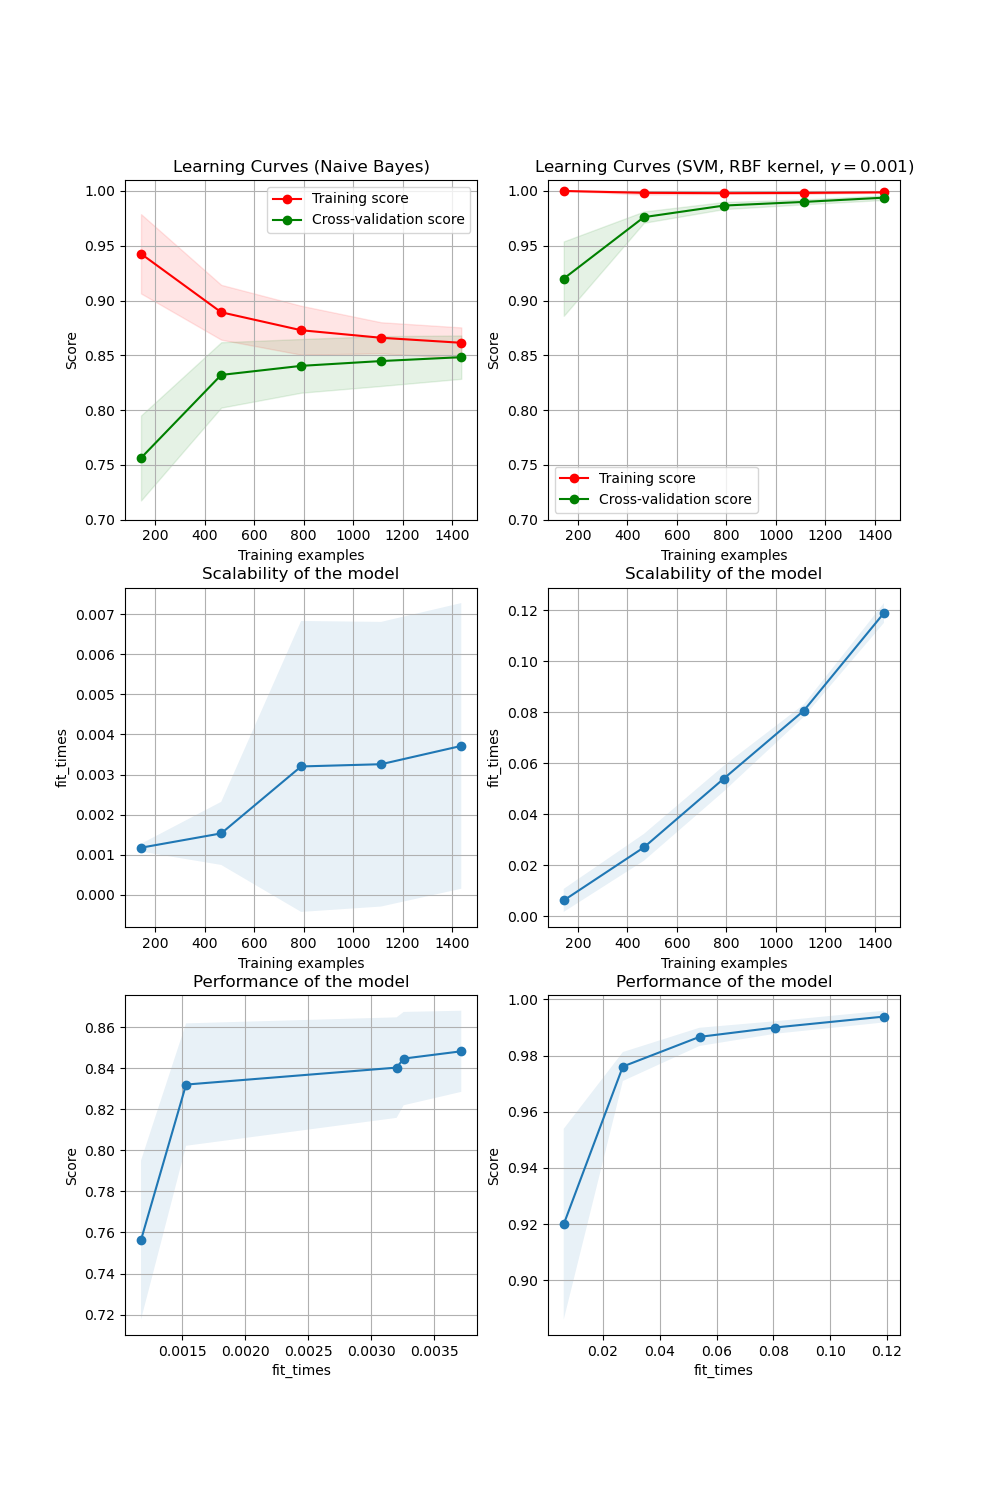 Learning Curves (Naive Bayes)
1.00
0.95
0.90
0.85
0.80
0.75
0.70
Score
Training score
Cross-validation score
200 400 600 800 1000 1200 1400
Training examples
Learning Curves (SVM, RBF kernel, γ = 0.001)
1.00
0.95
0.90
0.85
0.80
0.75
0.70
Score
Training score
Cross-validation score
200 400 600 800 1000 1200 1400
Training examples
Scalability of the model
0.007
0.006
0.005
0.004
0.003
0.002
0.001
0.000
fit_times
200 400 600 800 1000 1200 1400
Training examples
Scalability of the model
0.12
0.10
0.08
0.06
0.04
0.02
0.00
fit_times
200 400 600 800 1000 1200 1400
Training examples
Performance of the model
0.86
0.84
0.82
0.80
0.78
0.76
0.74
0.72
Score
0.0015 0.0020 0.0025 0.0030 0.0035
fit_times
Performance of the model
1.00
0.98
0.96
0.94
0.92
0.90
Score
0.02 0.04 0.06 0.08 0.10 0.12
fit_times